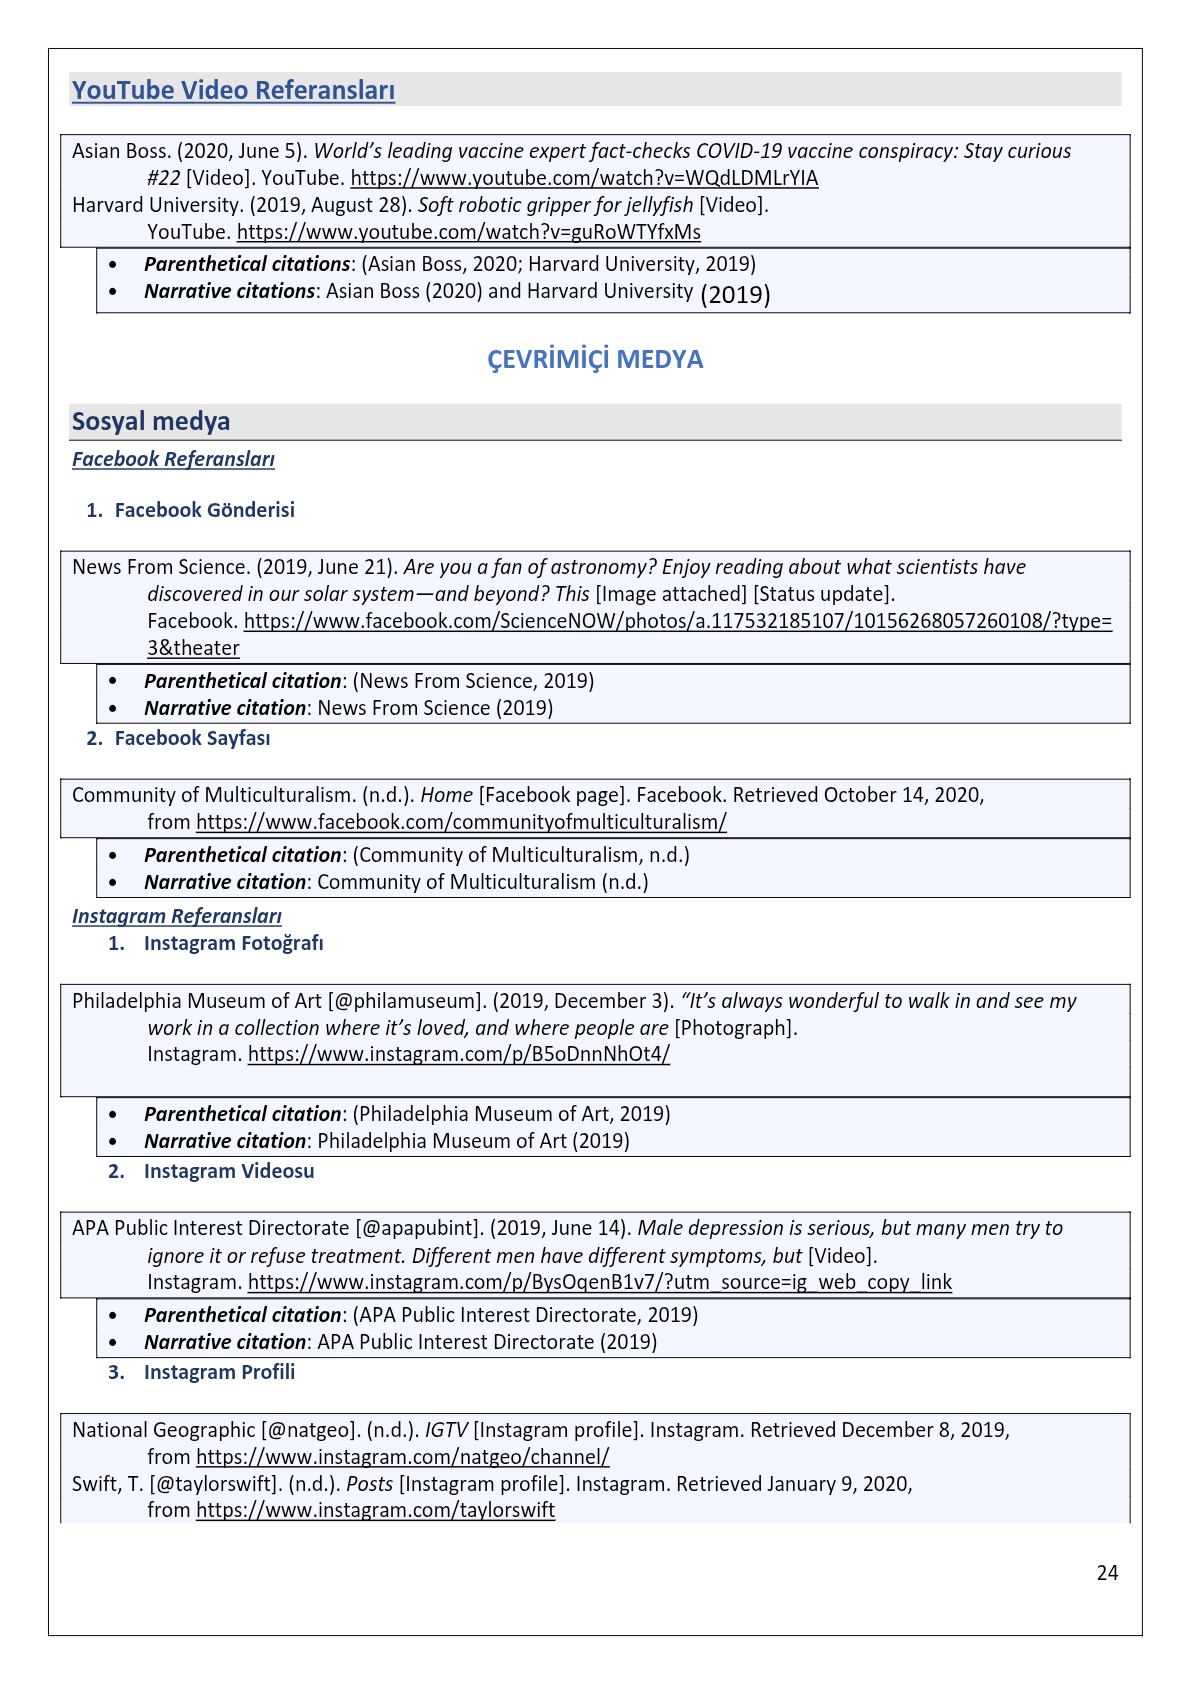 YouTube Video Referansları
Asian Boss. (2020, June 5). World’s leading vaccine expert fact-checks COVID-19 vaccine conspiracy: Stay curious
#22 [Video]. YouTube. https://www.youtube.com/watch?v=WQdLDMLrYIA
Harvard University. (2019, August 28). Soft robotic gripper for jellyfish [Video].
YouTube. https://www.youtube.com/watch?v=guRoWTYfxMs
• Parenthetical citations: (Asian Boss, 2020; Harvard University, 2019)
• Narrative citations: Asian Boss (2020) and Harvard University (2019)
ÇEVRİMİÇİ MEDYA
Sosyal medya
Facebook Referansları
1. Facebook Gönderisi
News From Science. (2019, June 21). Are you a fan of astronomy? Enjoy reading about what scientists have
discovered in our solar system—and beyond? This [Image attached] [Status update].
Facebook. https://www.facebook.com/ScienceNOW/photos/a.117532185107/10156268057260108/?type=
3&theater
• Parenthetical citation: (News From Science, 2019)
• Narrative citation: News From Science (2019)
2. Facebook Sayfası
Community of Multiculturalism. (n.d.). Home [Facebook page]. Facebook. Retrieved October 14, 2020,
from https://www.facebook.com/communityofmulticulturalism/
• Parenthetical citation: (Community of Multiculturalism, n.d.)
• Narrative citation: Community of Multiculturalism (n.d.)
Instagram Referansları
1. Instagram Fotoğrafı
Philadelphia Museum of Art [@philamuseum]. (2019, December 3). “It’s always wonderful to walk in and see my
work in a collection where it’s loved, and where people are [Photograph].
Instagram. https://www.instagram.com/p/B5oDnnNhOt4/
• Parenthetical citation: (Philadelphia Museum of Art, 2019)
• Narrative citation: Philadelphia Museum of Art (2019)
2. Instagram Videosu
APA Public Interest Directorate [@apapubint]. (2019, June 14). Male depression is serious, but many men try to
ignore it or refuse treatment. Different men have different symptoms, but [Video].
Instagram. https://www.instagram.com/p/BysOqenB1v7/?utm_source=ig_web_copy_link
• Parenthetical citation: (APA Public Interest Directorate, 2019)
• Narrative citation: APA Public Interest Directorate (2019)
3. Instagram Profili
National Geographic [@natgeo]. (n.d.). IGTV [Instagram profile]. Instagram. Retrieved December 8, 2019,
from https://www.instagram.com/natgeo/channel/
Swift, T. [@taylorswift]. (n.d.). Posts [Instagram profile]. Instagram. Retrieved January 9, 2020,
from https://www.instagram.com/taylorswift
24